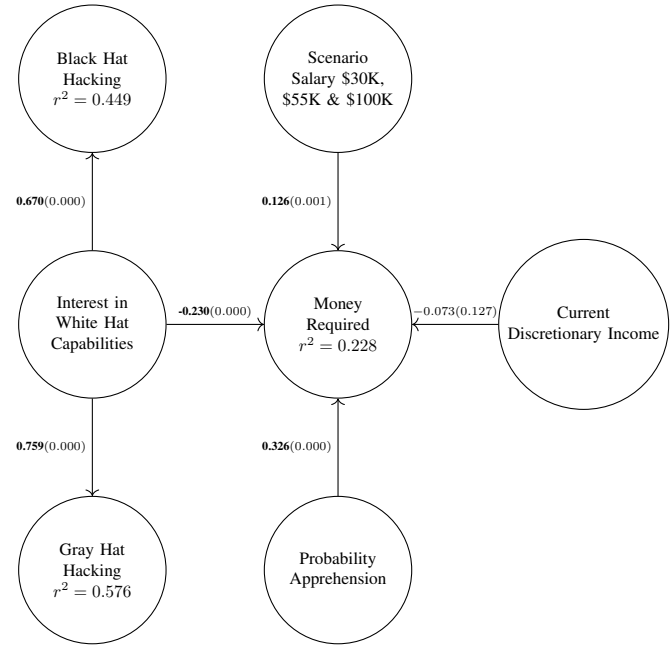 Black Hat
Hacking
r² = 0.449
Scenario
Salary $30K,
$55K & $100K
0.670(0.000)
0.126(0.001)
Interest in
White Hat
Capabilities
-0.230(0.000)
Money
Required
r² = 0.228
−0.073(0.127)
Current
Discretionary Income
0.759(0.000)
0.326(0.000)
Gray Hat
Hacking
r² = 0.576
Probability
Apprehension